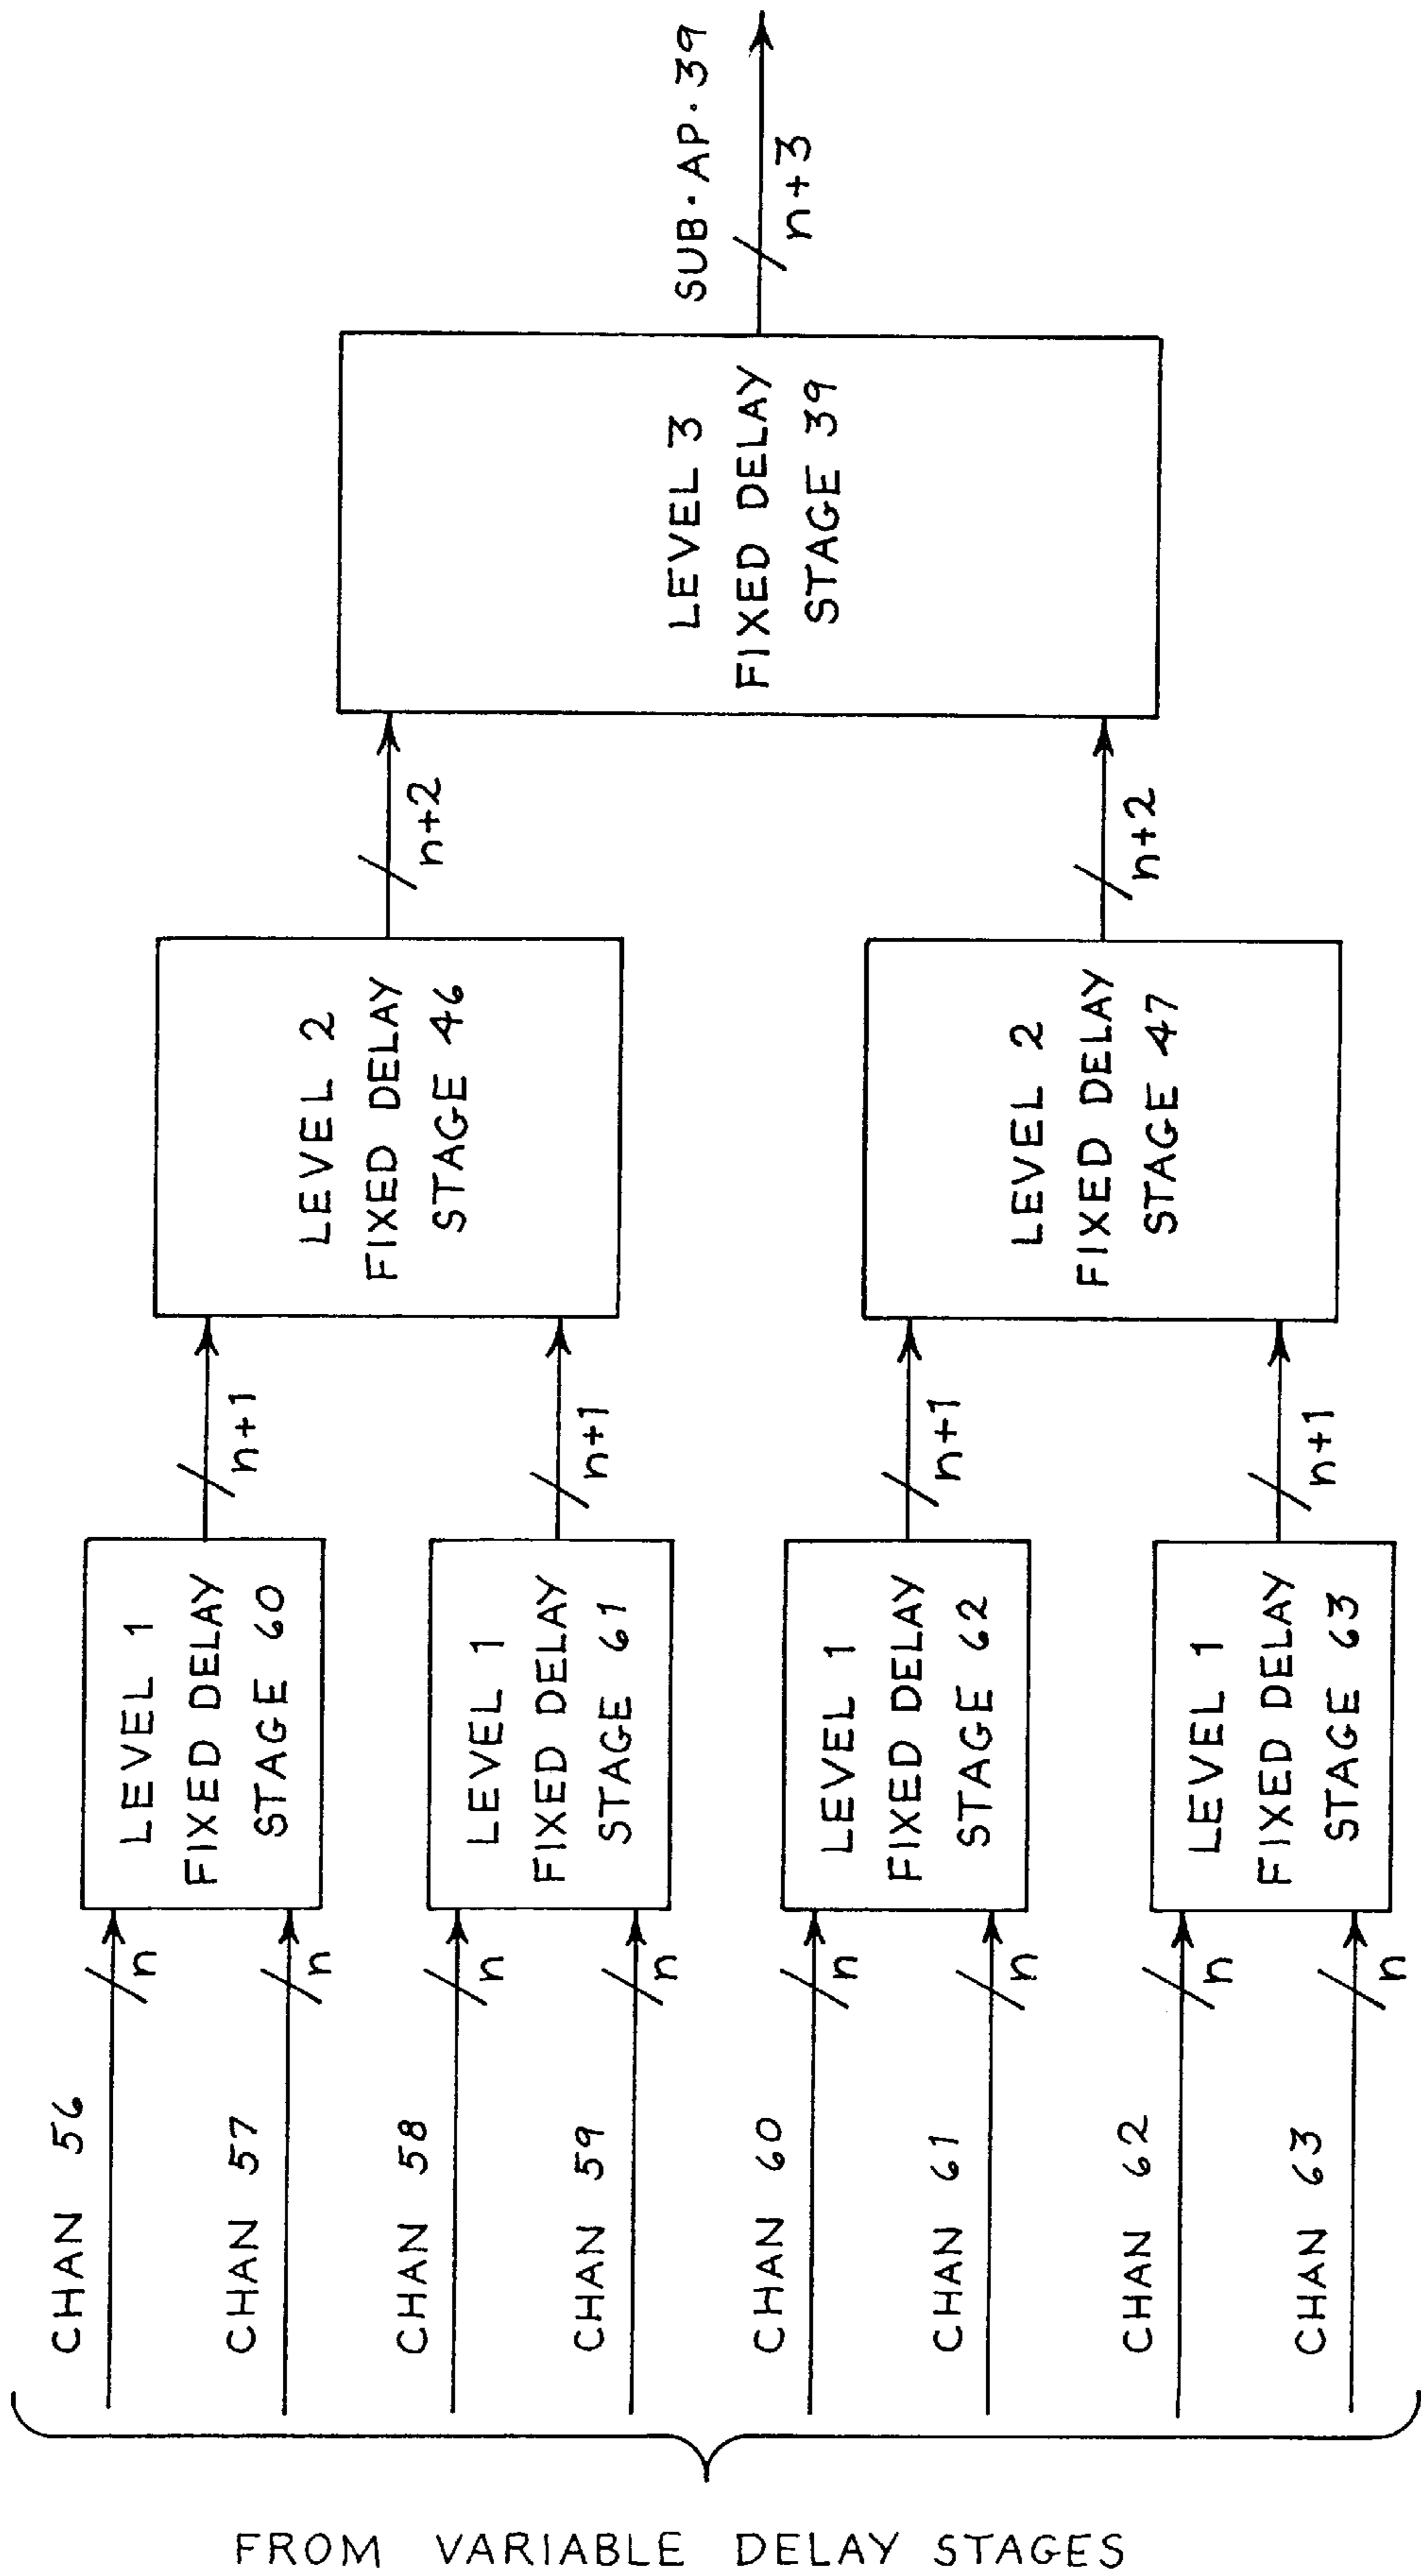 CHAN 56
n
CHAN 57
n
CHAN 58
n
CHAN 59
n
CHAN 60
n
CHAN 61
n
CHAN 62
n
CHAN 63
n
LEVEL 1
FIXED DELAY
STAGE 60
n+1
LEVEL 1
FIXED DELAY
STAGE 61
n+1
LEVEL 1
FIXED DELAY
STAGE 62
n+1
LEVEL 1
FIXED DELAY
STAGE 63
n+1
LEVEL 2
FIXED DELAY
STAGE 46
n+2
LEVEL 2
FIXED DELAY
STAGE 47
n+2
LEVEL 3
FIXED DELAY
STAGE 39
SUB·AP·39
n+3
FROM VARIABLE DELAY STAGES